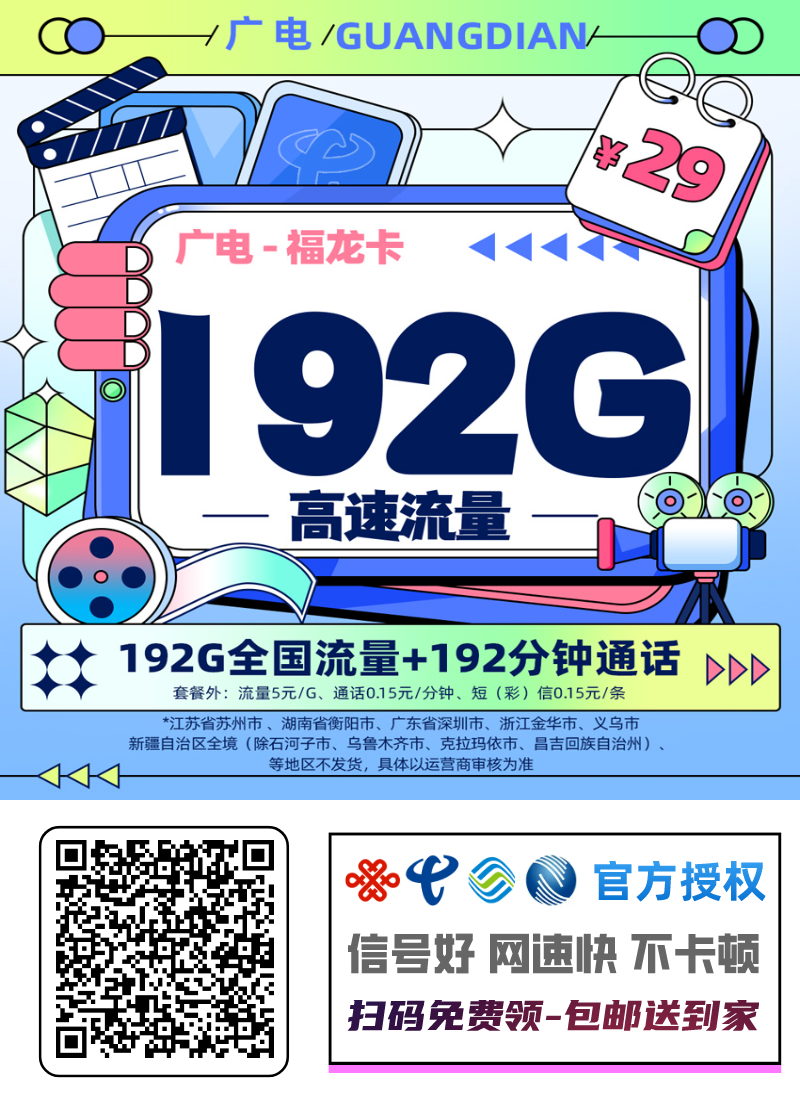 广电/GUANGDIAN
¥29
广电-福龙卡
192G
高速流量
192G全国流量+192分钟通话
套餐外：流量5元/G、通话0.15元/分钟、短（彩）信0.15元/条
*江苏省苏州市、湖南省衡阳市、广东省深圳市、浙江金华市、义乌市
新疆自治区全境（除石河子市、乌鲁木齐市、克拉玛依市、昌吉回族自治州）、
等地区不发货，具体以运营商审核为准
官方授权
信号好 网速快 不卡顿
扫码免费领-包邮送到家